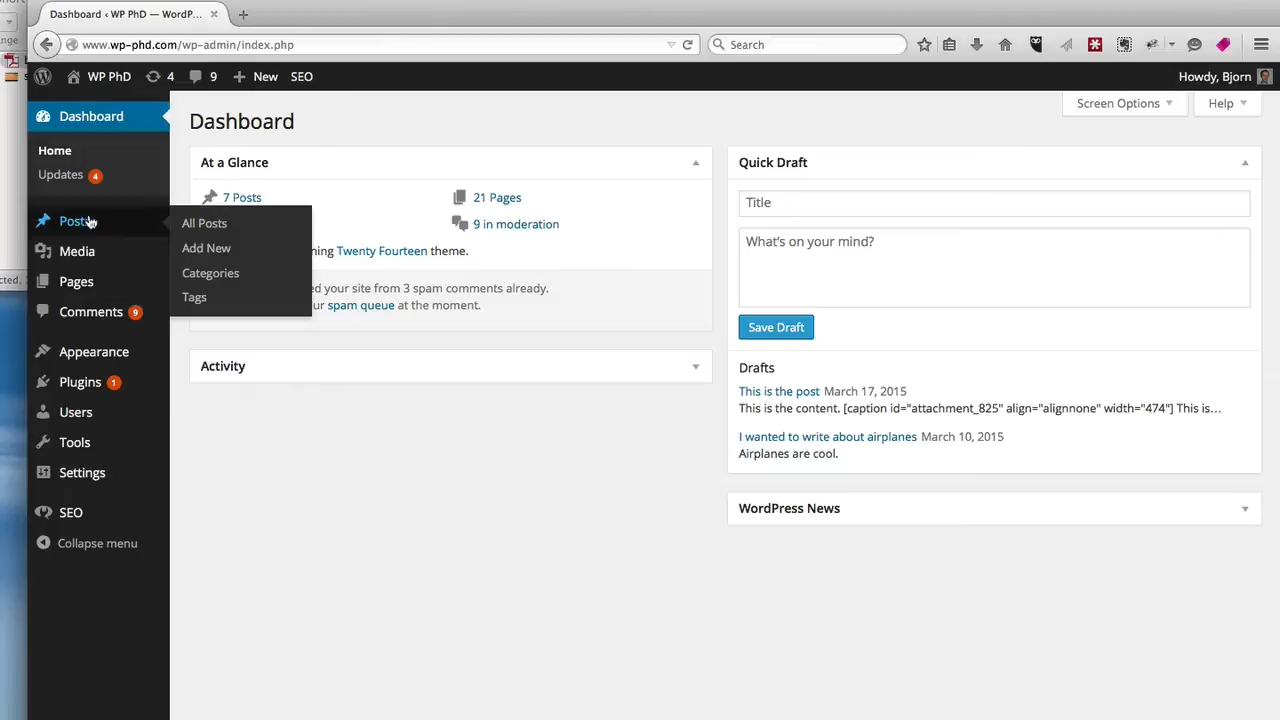 Dashboard ‹ WP PhD — WordP...
www.wp-phd.com/wp-admin/index.php
Search
WP PhD
4
9
New
SEO
Howdy, Bjorn
Dashboard
Home
Updates 4
Posts
Media
Pages
Comments 9
Appearance
Plugins 1
Users
Tools
Settings
SEO
Collapse menu
All Posts
Add New
Categories
Tags
Screen Options
Help
Dashboard
At a Glance
7 Posts
21 Pages
9 in moderation
Twenty Fourteen theme.
your site from 3 spam comments already.
spam queue at the moment.
Activity
Quick Draft
Title
What's on your mind?
Save Draft
Drafts
This is the post March 17, 2015
This is the content. [caption id="attachment_825" align="alignnone" width="474"] This is…
I wanted to write about airplanes March 10, 2015
Airplanes are cool.
WordPress News